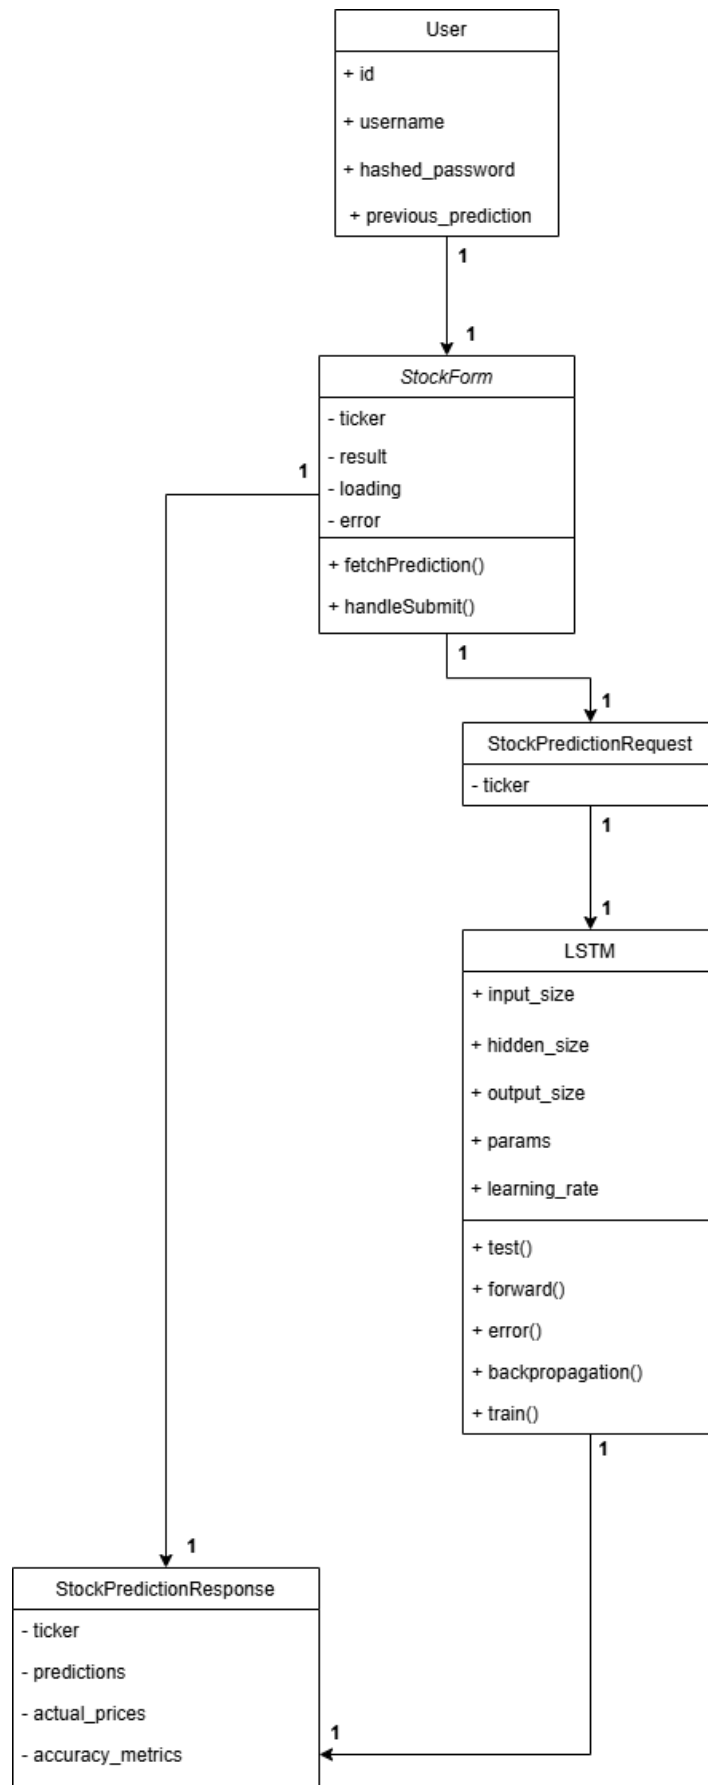 User
+ id
+ username
+ hashed_password
+ previous_prediction
1
1
StockForm
- ticker
- result
- loading
- error
+ fetchPrediction()
+ handleSubmit()
1
1
1
StockPredictionRequest
- ticker
1
1
LSTM
+ input_size
+ hidden_size
+ output_size
+ params
+ learning_rate
+ test()
+ forward()
+ error()
+ backpropagation()
+ train()
1
1
StockPredictionResponse
- ticker
- predictions
- actual_prices
- accuracy_metrics
1